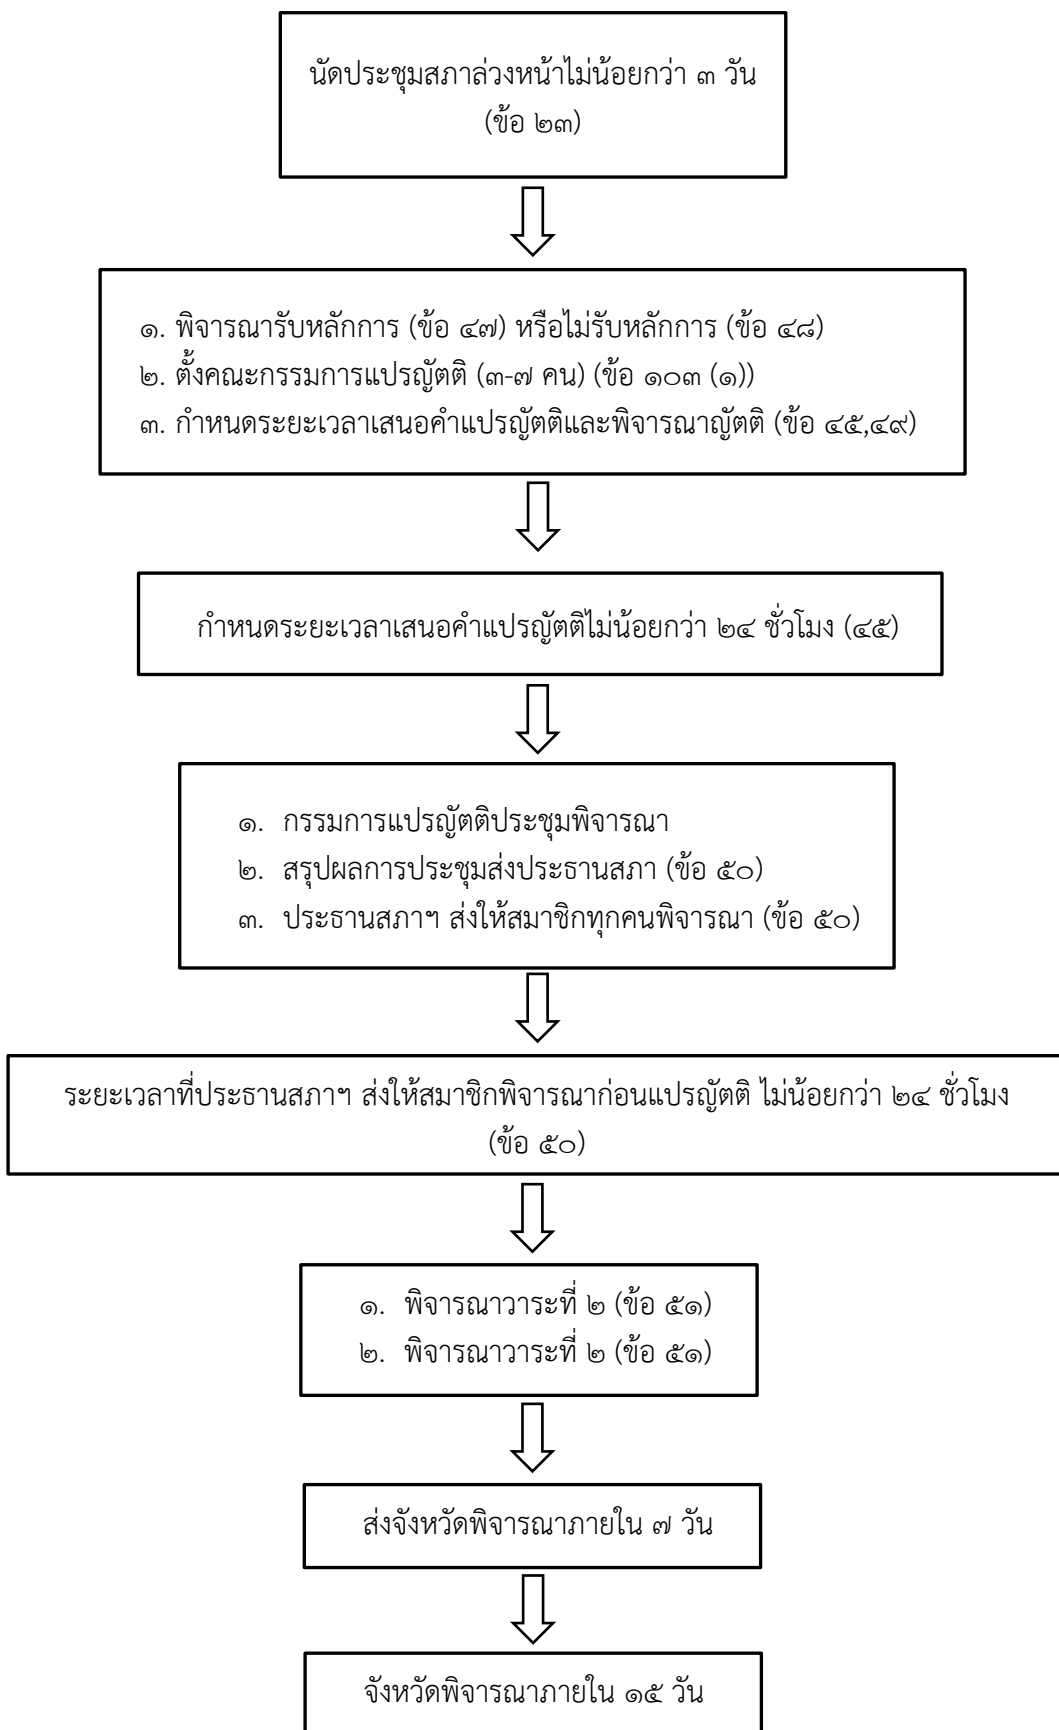 นัดประชุมสภาล่วงหน้าไม่น้อยกว่า ๓ วัน
(ข้อ ๒๓)
๑. พิจารณารับหลักการ (ข้อ ๔๗) หรือไม่รับหลักการ (ข้อ ๔๘)
๒. ตั้งคณะกรรมการแปรญัตติ (๓-๗ คน) (ข้อ ๑๐๓ (๑))
๓. กำหนดระยะเวลาเสนอคำแปรญัตติและพิจารณาญัตติ (ข้อ ๔๕,๔๙)
กำหนดระยะเวลาเสนอคำแปรญัตติไม่น้อยกว่า ๒๔ ชั่วโมง (๔๕)
๑. กรรมการแปรญัตติประชุมพิจารณา
๒. สรุปผลการประชุมส่งประธานสภา (ข้อ ๕๐)
๓. ประธานสภาฯ ส่งให้สมาชิกทุกคนพิจารณา (ข้อ ๕๐)
ระยะเวลาที่ประธานสภาฯ ส่งให้สมาชิกพิจารณาก่อนแปรญัตติ ไม่น้อยกว่า ๒๔ ชั่วโมง
(ข้อ ๕๐)
๑. พิจารณาวาระที่ ๒ (ข้อ ๕๑)
๒. พิจารณาวาระที่ ๒ (ข้อ ๕๑)
ส่งจังหวัดพิจารณาภายใน ๗ วัน
จังหวัดพิจารณาภายใน ๑๕ วัน